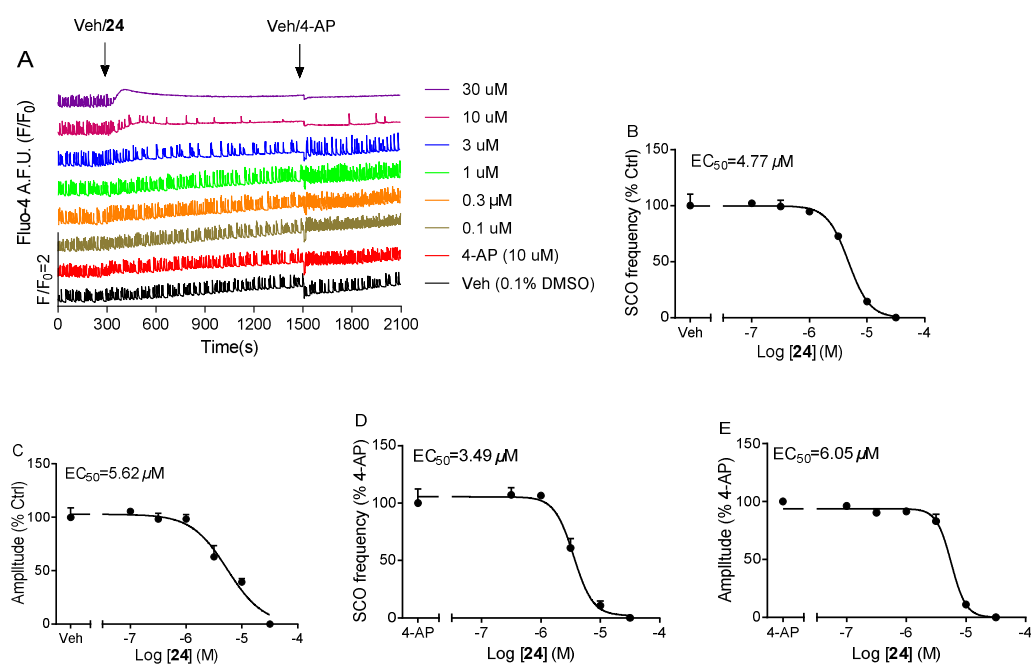 Veh/24
Veh/4-AP
A
Fluo-4 A.F.U. (F/F0)
F/F0=2
30 uM
10 uM
3 uM
1 uM
0.3 µM
0.1 uM
4-AP (10 uM)
Veh (0.1% DMSO)
0 300 600 900 1200 1500 1800 2100
Time(s)
B
EC50=4.77 µM
SCO frequency (% Ctrl)
150
100
50
0
Veh -7 -6 -5 -4
Log [24] (M)
C
EC50=5.62 µM
Amplitude (% Ctrl)
150
100
50
0
Veh -7 -6 -5 -4
Log [24] (M)
D
EC50=3.49 µM
SCO frequency (% 4-AP)
150
100
50
0
4-AP -7 -6 -5 -4
Log [24] (M)
E
EC50=6.05 µM
Amplitude (% 4-AP)
150
100
50
0
4-AP -7 -6 -5 -4
Log [24] (M)